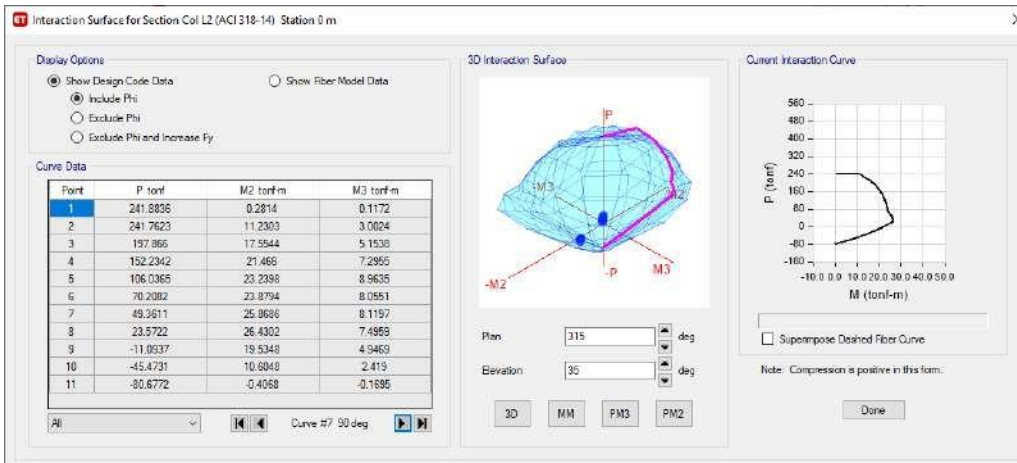 Interaction Surface for Section Col L2 (ACI 318-14) Station 0 m
Display Options
Show Design Code Data
Show Fiber Model Data
Include Phi
Exclude Phi
Exclude Phi and Increase Fy
Curve Data
Point P tonf M2 tonf-m M3 tonf-m
1 241.8836 0.2814 0.1172
2 241.7623 11.2303 3.0024
3 197.866 17.5544 5.1538
4 152.2342 21.466 7.2955
5 106.0365 23.2398 8.9635
6 70.2082 23.8794 8.0551
7 49.3611 25.8686 8.1197
8 23.5722 26.4302 7.4959
9 -11.0937 19.5348 4.9469
10 -45.4731 10.6048 2.419
11 -80.6772 -0.4068 -0.1695
All
Curve #7 90 deg
3D Interaction Surface
P
-M3
M2
-M2
-P
M3
Plan 315 deg
Elevation 35 deg
3D MM PM3 PM2
Current Interaction Curve
560
480
400
320
240
160
80
0
-80
-160
P (tonf)
-10.0 0.0 10.0 20.0 30.0 40.0 50.0
M (tonf-m)
Superimpose Dashed Fiber Curve
Note: Compression is positive in this form.
Done